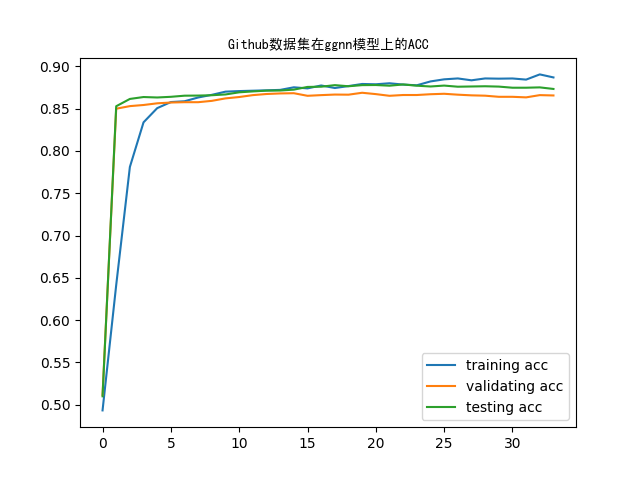 Github数据集在ggnn模型上的ACC
0.90
0.85
0.80
0.75
0.70
0.65
0.60
0.55
0.50
training acc
validating acc
testing acc
0 5 10 15 20 25 30